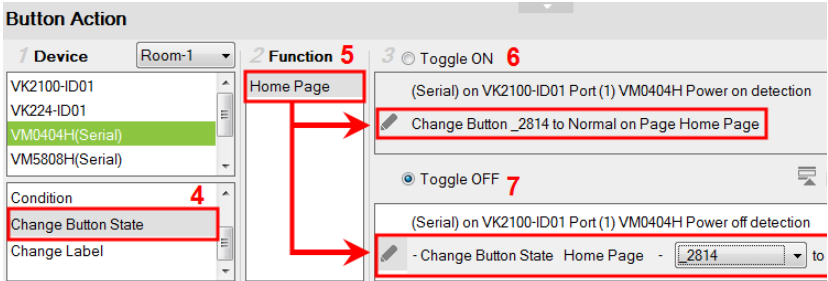 Button Action
1 Device
Room-1
2 Function 5
3 Toggle ON 6
VK2100-ID01
VK224-ID01
VM0404H(Serial)
VM5808H(Serial)
Home Page
(Serial) on VK2100-ID01 Port (1) VM0404H Power on detection
Change Button _2814 to Normal on Page Home Page
Condition 4
Change Button State
Change Label
Toggle OFF 7
(Serial) on VK2100-ID01 Port (1) VM0404H Power off detection
- Change Button State Home Page - _2814 to